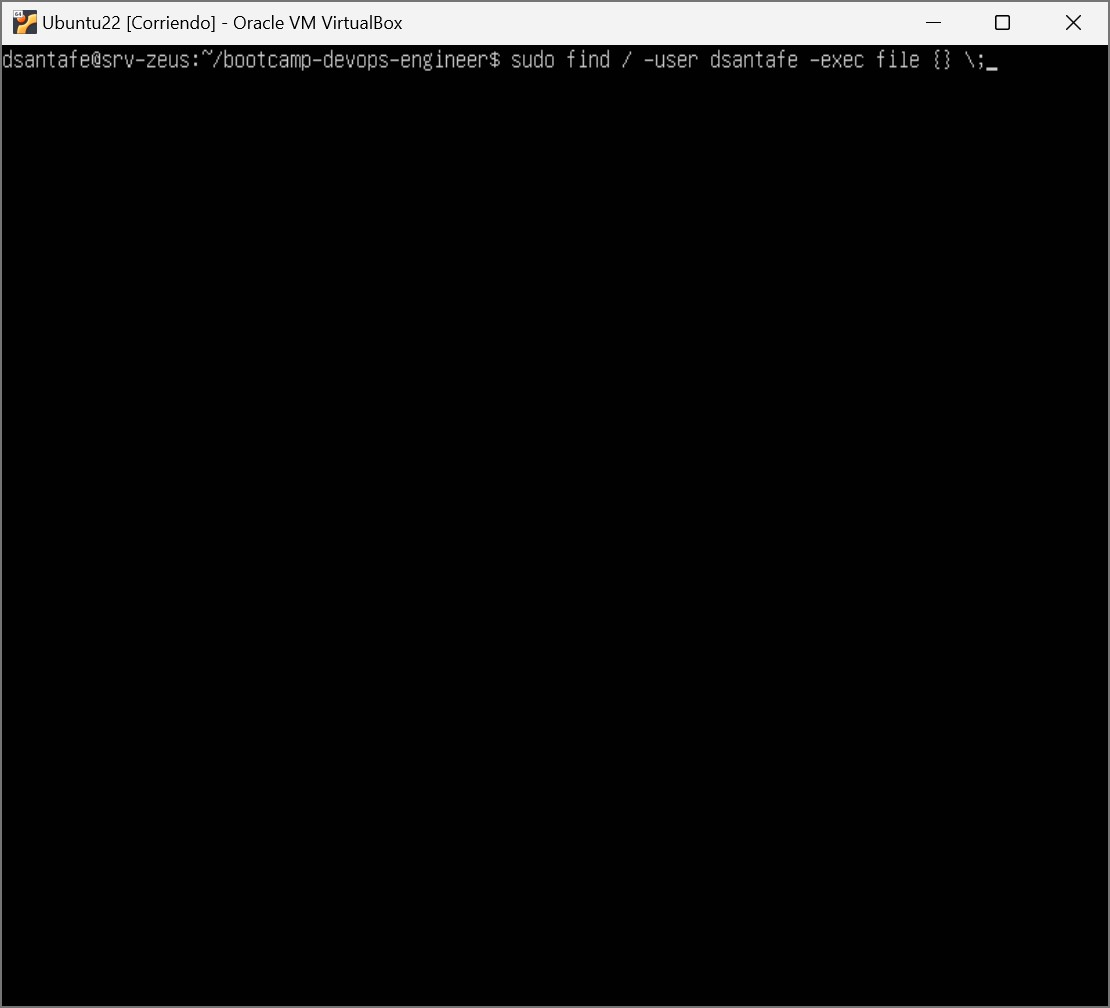 Ubuntu22 [Corriendo] - Oracle VM VirtualBox
dsantafe@srv-zeus:~/bootcamp-devops-engineer$ sudo find / -user dsantafe -exec file {} \;_